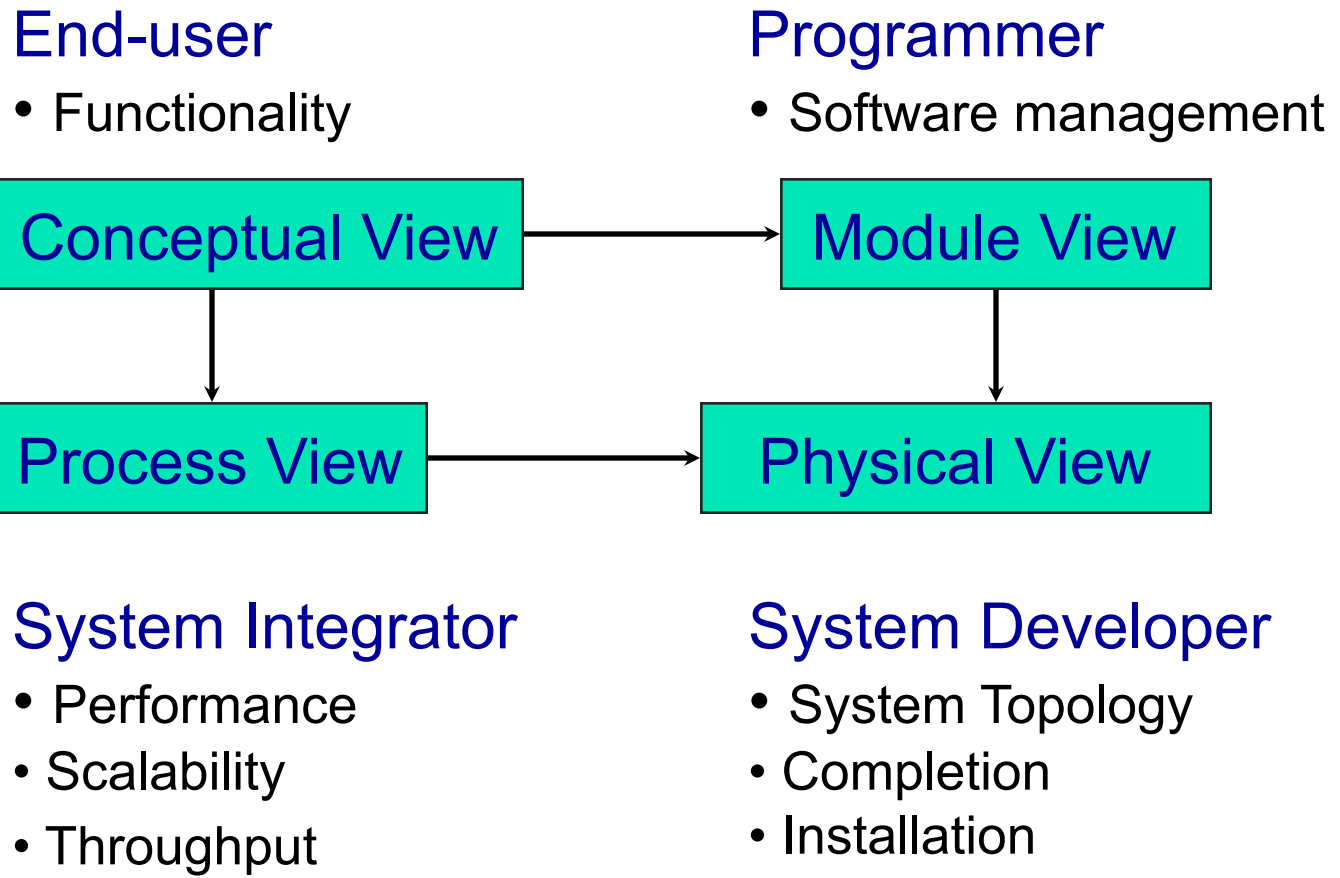 End-user
• Functionality
Programmer
• Software management
Conceptual View
Module View
Process View
Physical View
System Integrator
• Performance
• Scalability
• Throughput
System Developer
• System Topology
• Completion
• Installation